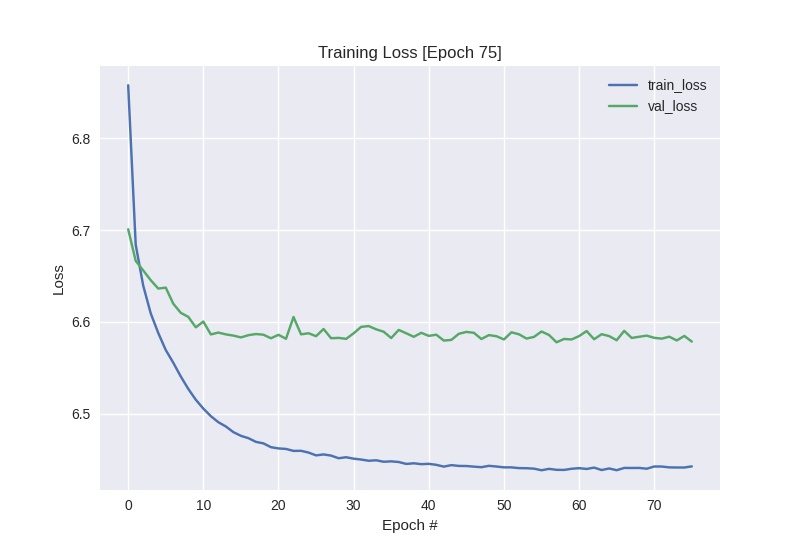 Training Loss [Epoch 75]
train_loss
val_loss
6.8
6.7
6.6
6.5
Loss
0 10 20 30 40 50 60 70
Epoch #